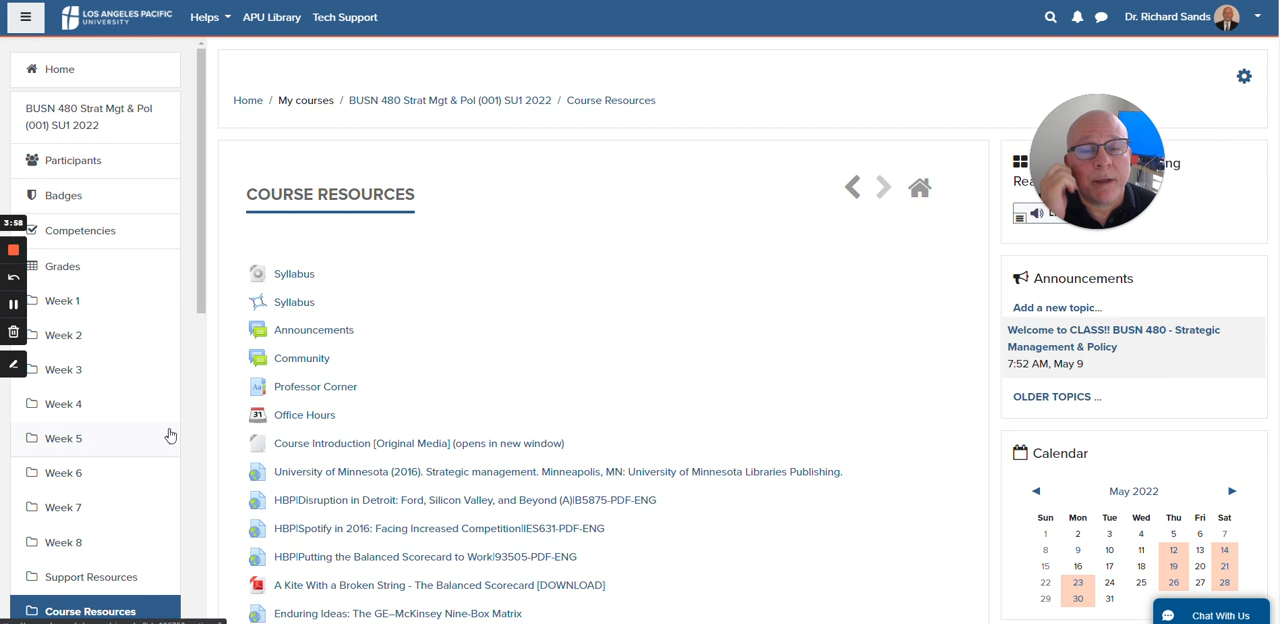 LOS ANGELES PACIFIC
UNIVERSITY
Helps
APU Library
Tech Support
Dr. Richard Sands
Home
BUSN 480 Strat Mgt & Pol
(001) SU1 2022
Participants
Badges
3:58
Competencies
Grades
Week 1
Week 2
Week 3
Week 4
Week 5
Week 6
Week 7
Week 8
Support Resources
Course Resources
Home / My courses / BUSN 480 Strat Mgt & Pol (001) SU1 2022 / Course Resources
COURSE RESOURCES
Syllabus
Syllabus
Announcements
Community
Professor Corner
31 Office Hours
Course Introduction [Original Media] (opens in new window)
University of Minnesota (2016). Strategic management. Minneapolis, MN: University of Minnesota Libraries Publishing.
HBP|Disruption in Detroit: Ford, Silicon Valley, and Beyond (A)|B5875-PDF-ENG
HBP|Spotify in 2016: Facing Increased Competition|IES631-PDF-ENG
HBP|Putting the Balanced Scorecard to Work|93505-PDF-ENG
A Kite With a Broken String - The Balanced Scorecard [DOWNLOAD]
Enduring Ideas: The GE–McKinsey Nine-Box Matrix
ng
Rea
Announcements
Add a new topic...
Welcome to CLASS!! BUSN 480 - Strategic
Management & Policy
7:52 AM, May 9
OLDER TOPICS ...
Calendar
◄ May 2022 ►
Sun Mon Tue Wed Thu Fri Sat
1 2 3 4 5 6 7
8 9 10 11 12 13 14
15 16 17 18 19 20 21
22 23 24 25 26 27 28
29 30 31
Chat With Us